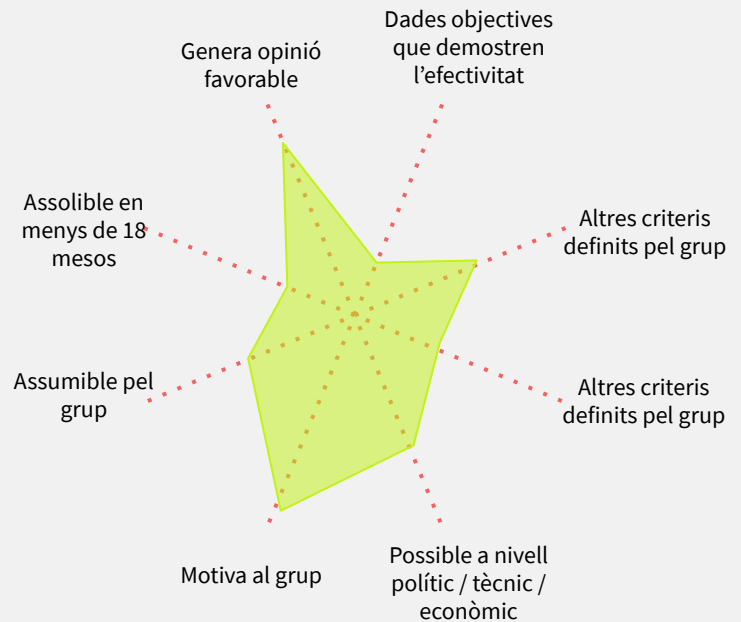 Dades objectives
que demostren
l'efectivitat
Genera opinió
favorable
Altres criteris
definits pel grup
Assolible en
menys de 18
mesos
Altres criteris
definits pel grup
Assumible pel
grup
Motiva al grup
Possible a nivell
polític / tècnic /
econòmic